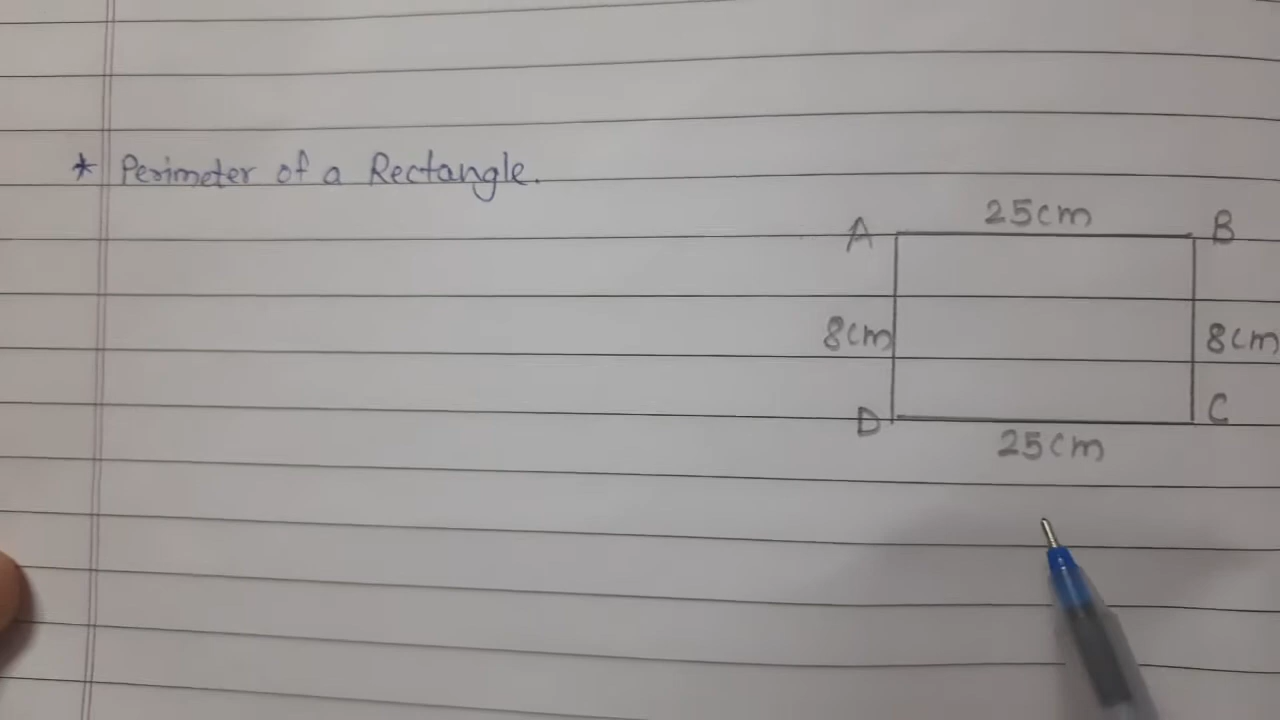 * Perimeter of a Rectangle.
25cm
A
B
8cm
8cm
D
C
25cm